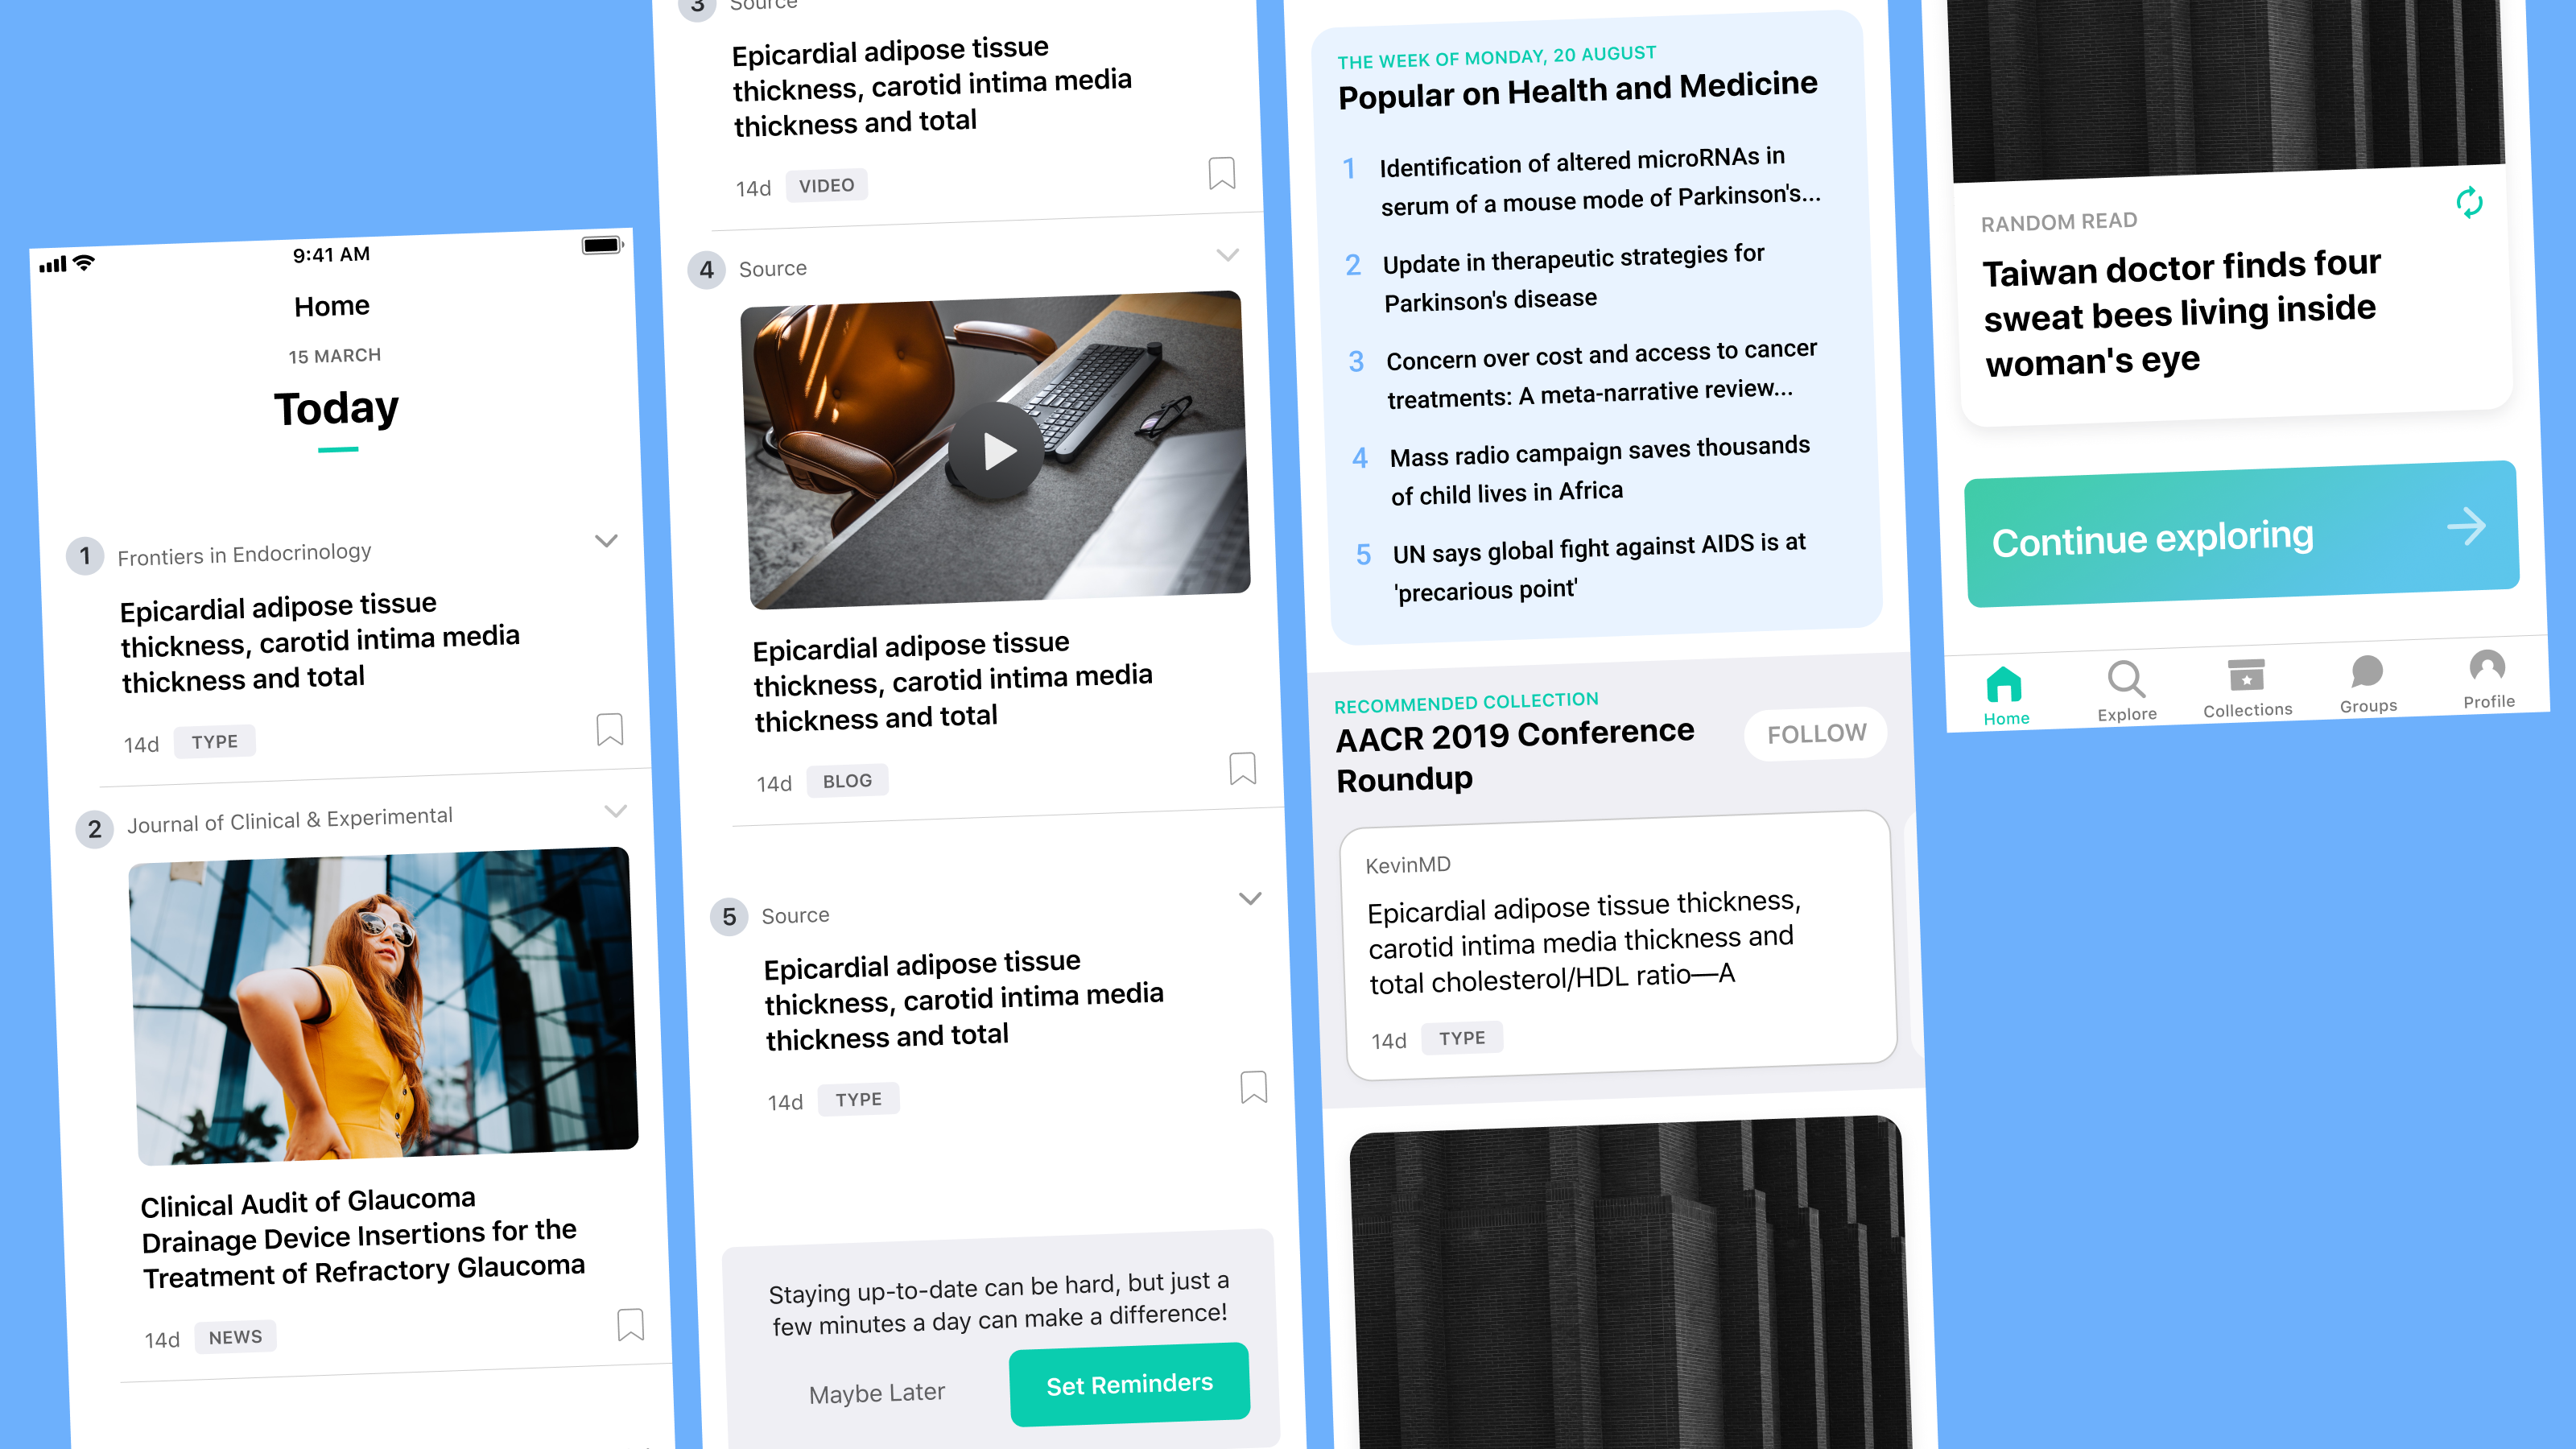 9:41 AM
Home
15 MARCH
Today
1
Frontiers in Endocrinology
Epicardial adipose tissue
thickness, carotid intima media
thickness and total
14d
TYPE
2
Journal of Clinical & Experimental
Clinical Audit of Glaucoma
Drainage Device Insertions for the
Treatment of Refractory Glaucoma
14d
NEWS
3
Source
Epicardial adipose tissue
thickness, carotid intima media
thickness and total
14d
VIDEO
4
Source
Epicardial adipose tissue
thickness, carotid intima media
thickness and total
14d
BLOG
5
Source
Epicardial adipose tissue
thickness, carotid intima media
thickness and total
14d
TYPE
Staying up-to-date can be hard, but just a
few minutes a day can make a difference!
Maybe Later
Set Reminders
THE WEEK OF MONDAY, 20 AUGUST
Popular on Health and Medicine
1 Identification of altered microRNAs in
serum of a mouse mode of Parkinson's...
2 Update in therapeutic strategies for
Parkinson's disease
3 Concern over cost and access to cancer
treatments: A meta-narrative review...
4 Mass radio campaign saves thousands
of child lives in Africa
5 UN says global fight against AIDS is at
'precarious point'
RECOMMENDED COLLECTION
AACR 2019 Conference
Roundup
FOLLOW
KevinMD
Epicardial adipose tissue thickness,
carotid intima media thickness and
total cholesterol/HDL ratio—A
14d
TYPE
RANDOM READ
Taiwan doctor finds four
sweat bees living inside
woman's eye
Continue exploring
Home
Explore
Collections
Groups
Profile